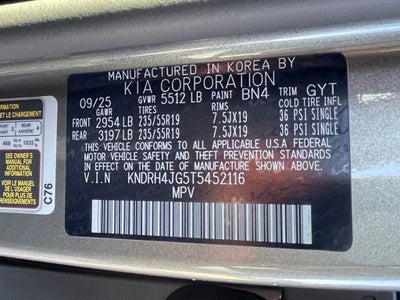 MANUFACTURED IN KOREA BY
KIA CORPORATION
09/25 GVWR 5512 LB PAINT BN4 TRIM GYT
GAWR TIRES RIMS COLD TIRE INFL
FRONT 2954 LB 235/55R19 7.5JX19 36 PSI SINGLE
REAR 3197 LB 235/55R19 7.5JX19 36 PSI SINGLE
THIS VEHICLE CONFORMS TO ALL APPLICABLE U.S.A FEDERAL
MOTOR VEHICLE SAFETY AND THEFT PREVENTION STANDARDS
IN EFFECT ON THE DATE OF MANUFACTURE SHOWN ABOVE.
V.I.N KNDRH4JG5T5452116
MPV
C76